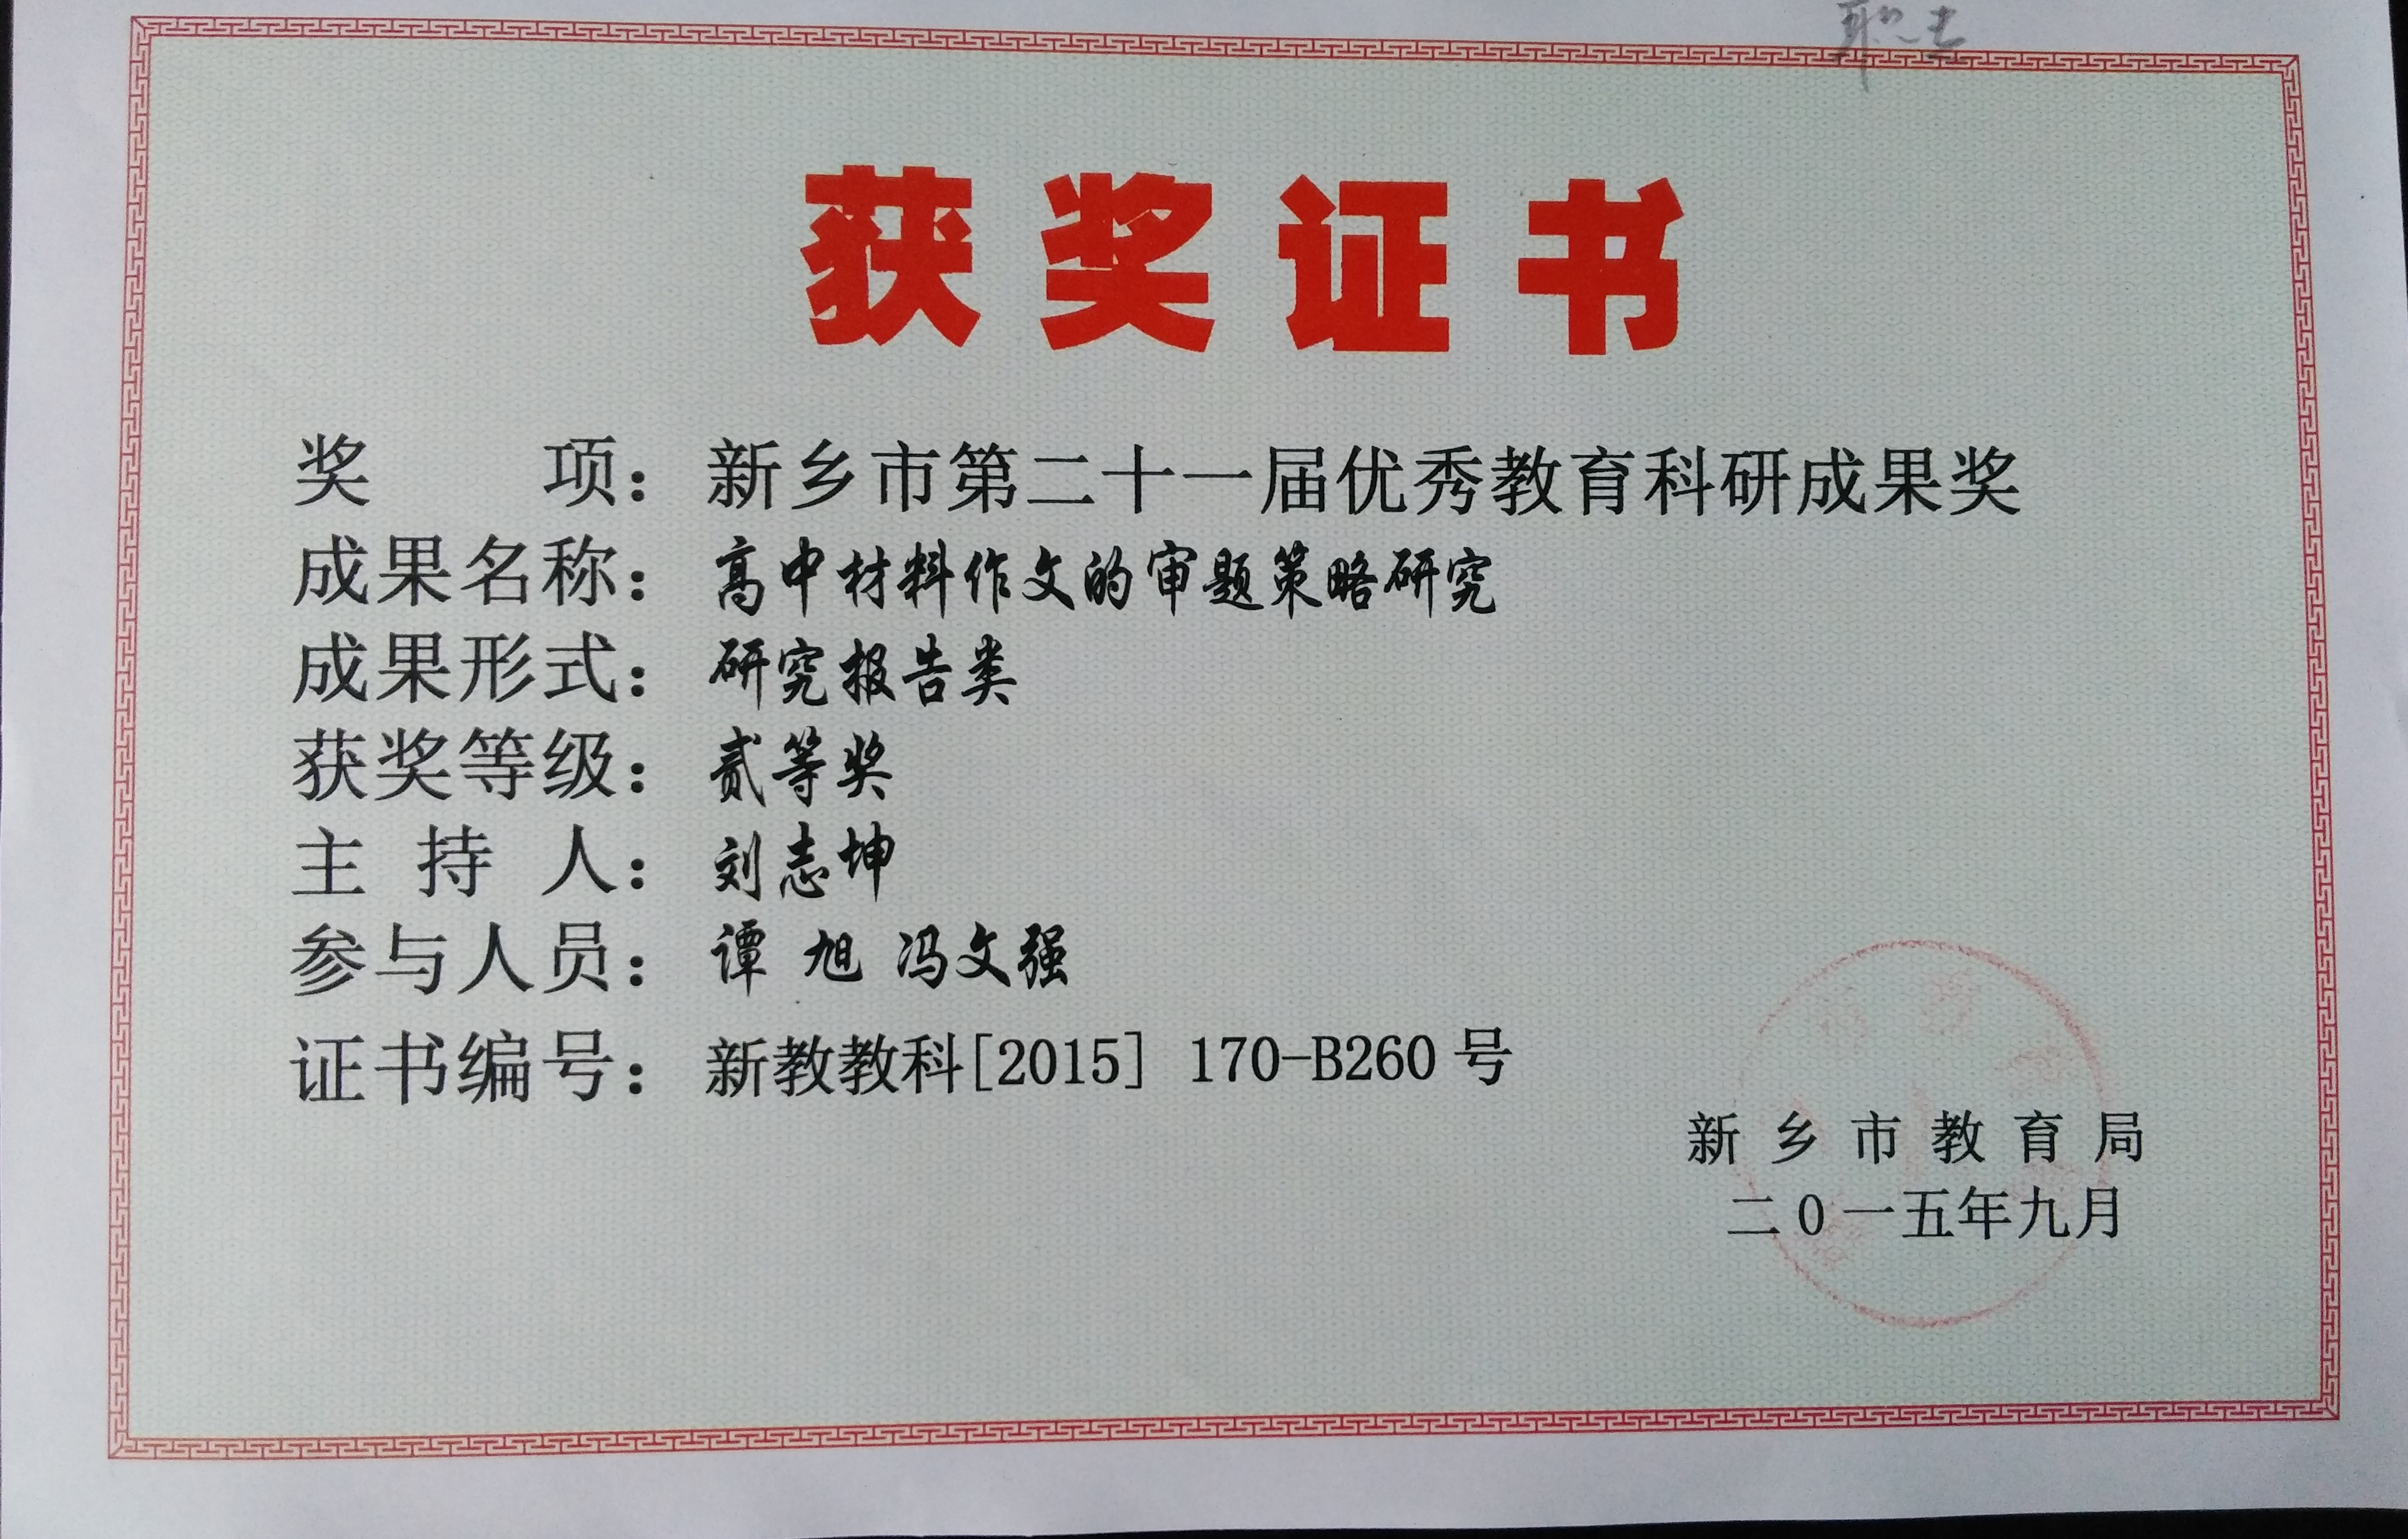 获奖证书
奖 项：新乡市第二十一届优秀教育科研成果奖
成果名称：高中材料作文的审题策略研究
成果形式：研究报告类
获奖等级：贰等奖
主持人：刘志坤
参与人员：谭 旭 冯文强
证书编号：新教教科[2015] 170-B260号
新乡市教育局
二0一五年九月